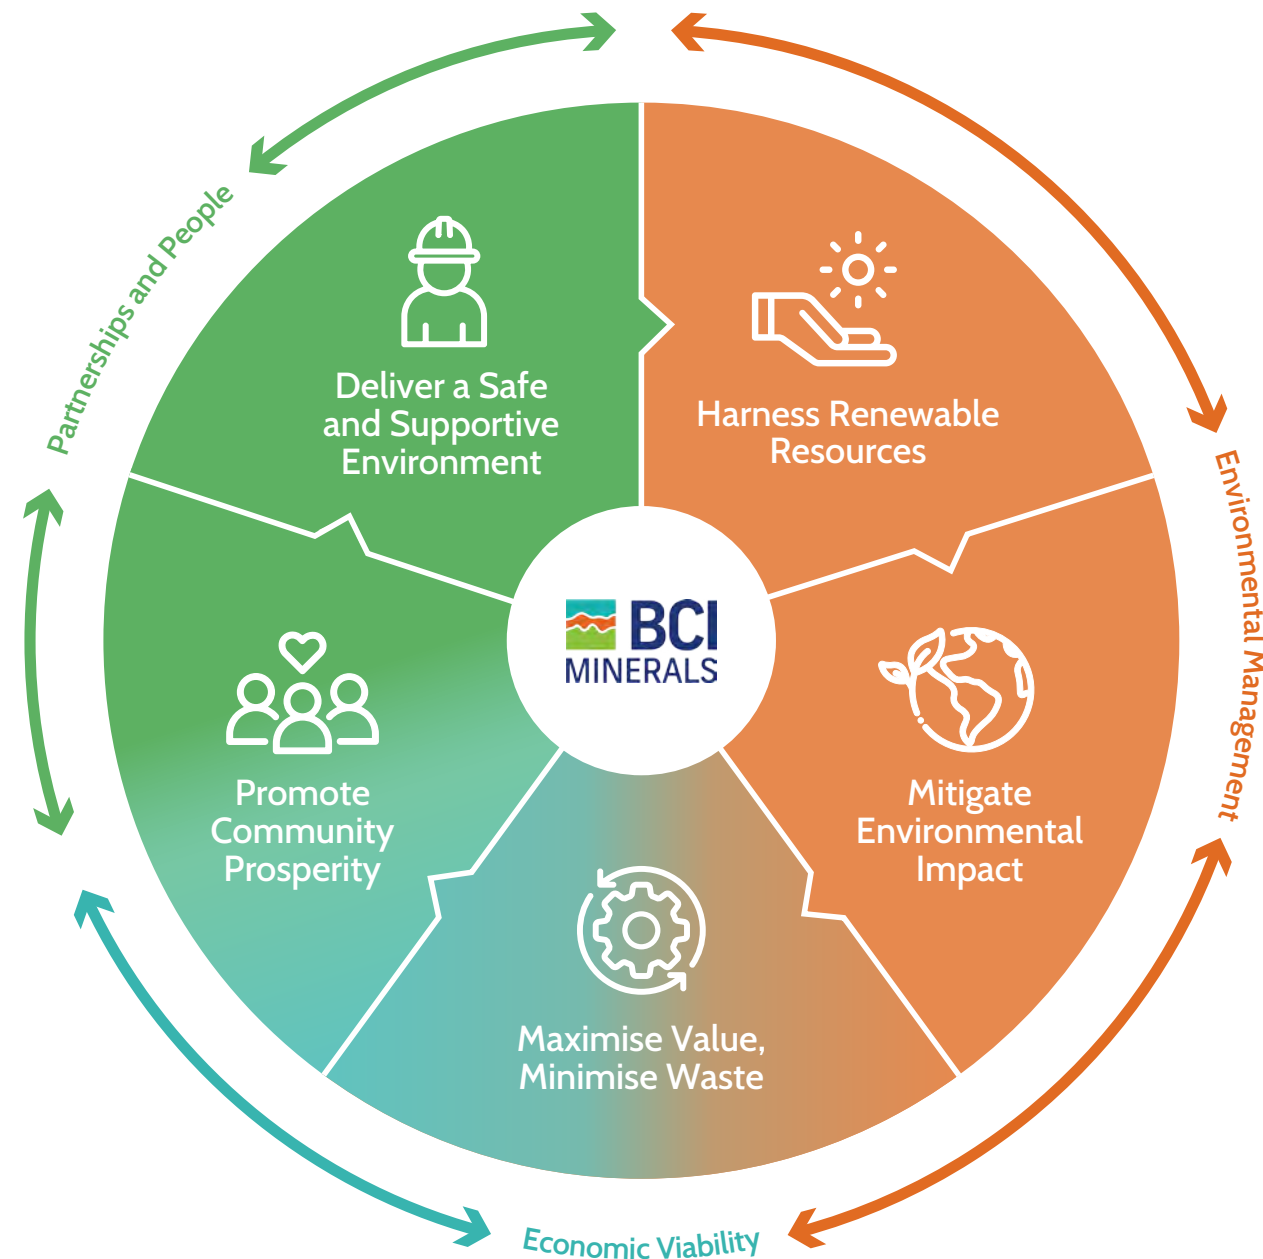 Partnerships and People
Deliver a Safe
and Supportive
Environment
Harness Renewable
Resources
Environmental Management
BCI
MINERALS
Promote
Community
Prosperity
Mitigate
Environmental
Impact
Maximise Value,
Minimise Waste
Economic Viability